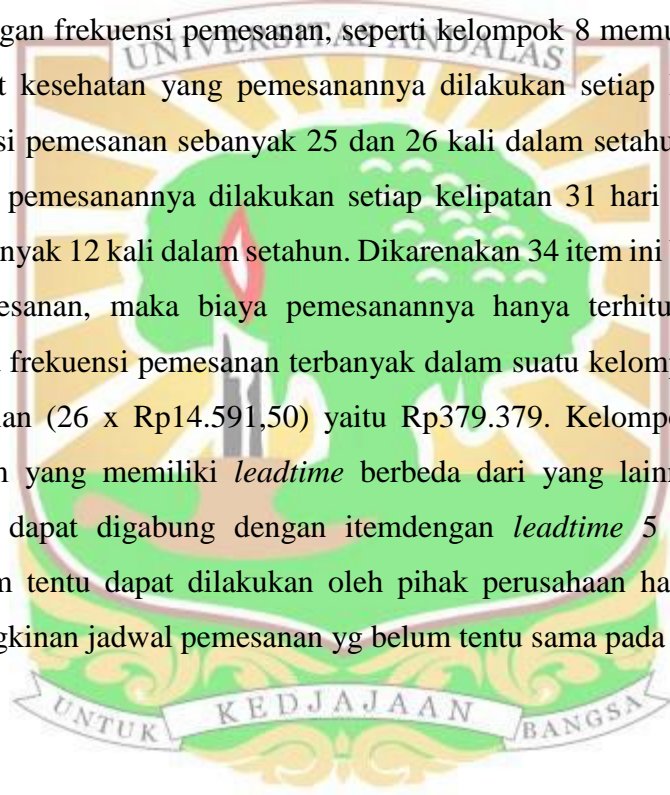 gan frekuensi pemesanan, seperti kelompok 8 memu
UNIVERSITAS ANDALAS
t kesehatan yang pemesanannya dilakukan setiap
si pemesanan sebanyak 25 dan 26 kali dalam setahu
pemesanannya dilakukan setiap kelipatan 31 hari
nyak 12 kali dalam setahun. Dikarenakan 34 item ini
esanan, maka biaya pemesanannya hanya terhitu
frekuensi pemesanan terbanyak dalam suatu kelomp
lan (26 x Rp14.591,50) yaitu Rp379.379. Kelompo
n yang memiliki leadtime berbeda dari yang lain
dapat digabung dengan itemdengan leadtime 5
m tentu dapat dilakukan oleh pihak perusahaan ha
gkinan jadwal pemesanan yg belum tentu sama pada
UNTUK KEDJAJAAN BANGSA